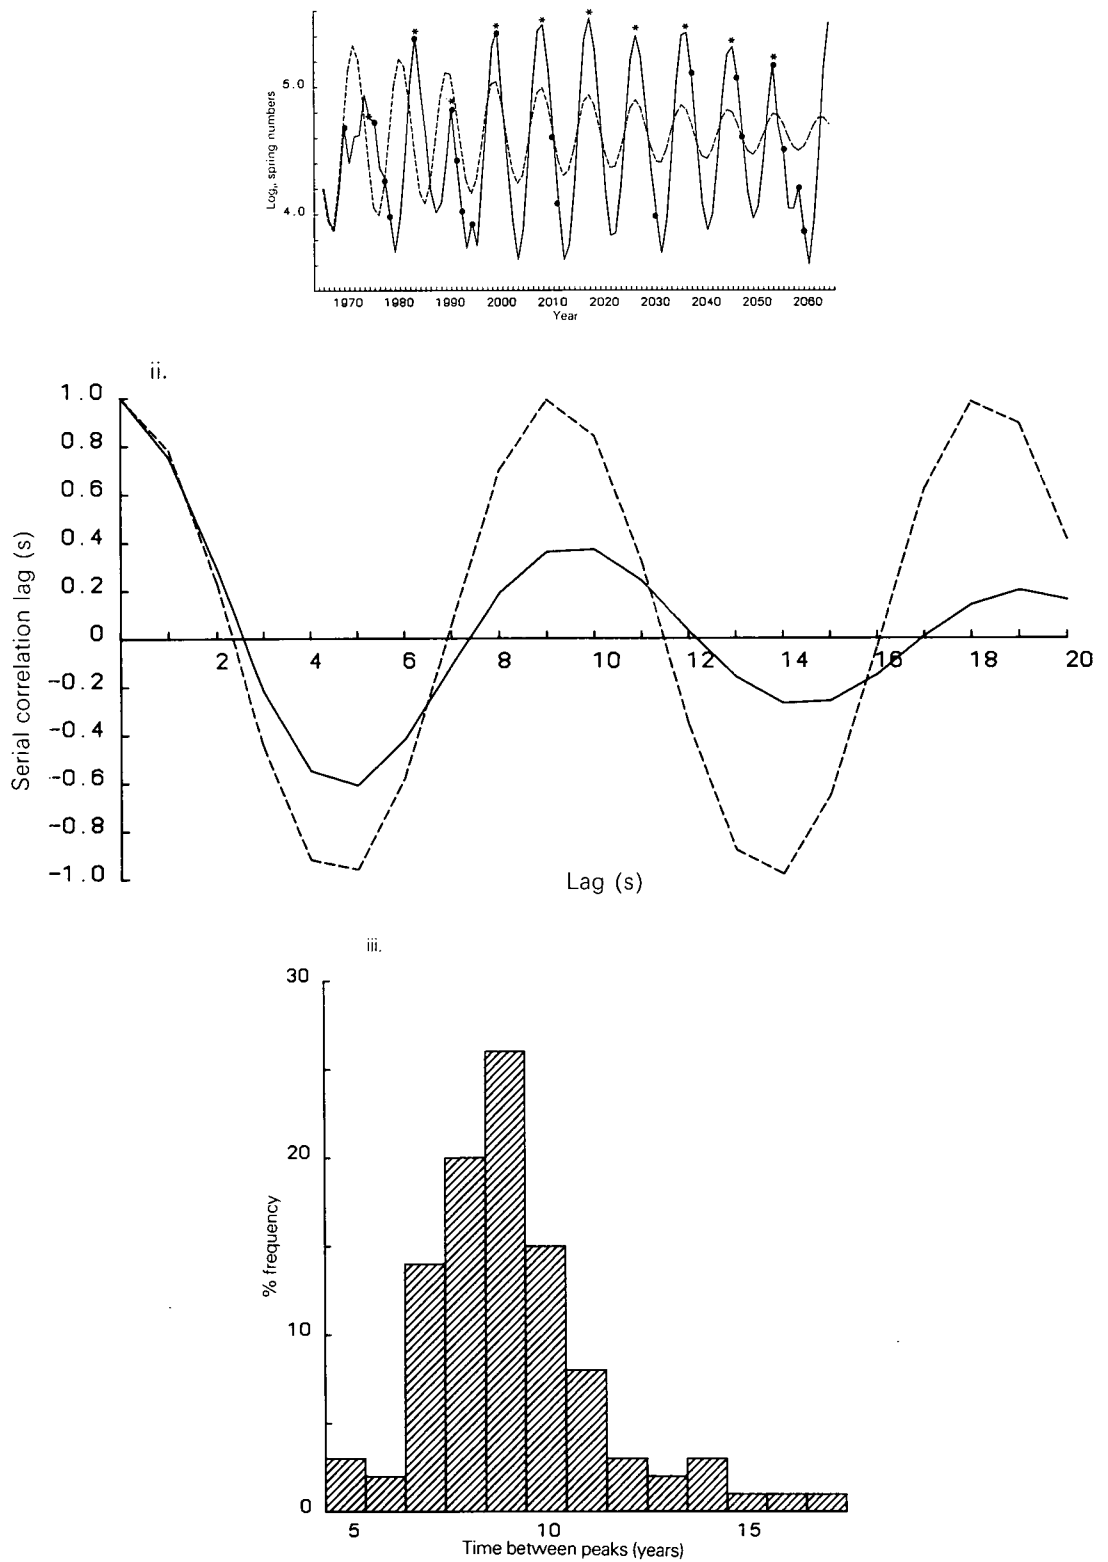 5.0
4.0
Log₁₊ spring numbers
1970 1980 1990 2000 2010 2020 2030 2040 2050 2060
Year
ii.
1.0
0.8
0.6
0.4
0.2
0
-0.2
-0.4
-0.6
-0.8
-1.0
Serial correlation lag (s)
2 4 6 8 10 12 14 16 18 20
Lag (s)
iii.
30
20
10
0
% frequency
5 10 15
Time between peaks (years)